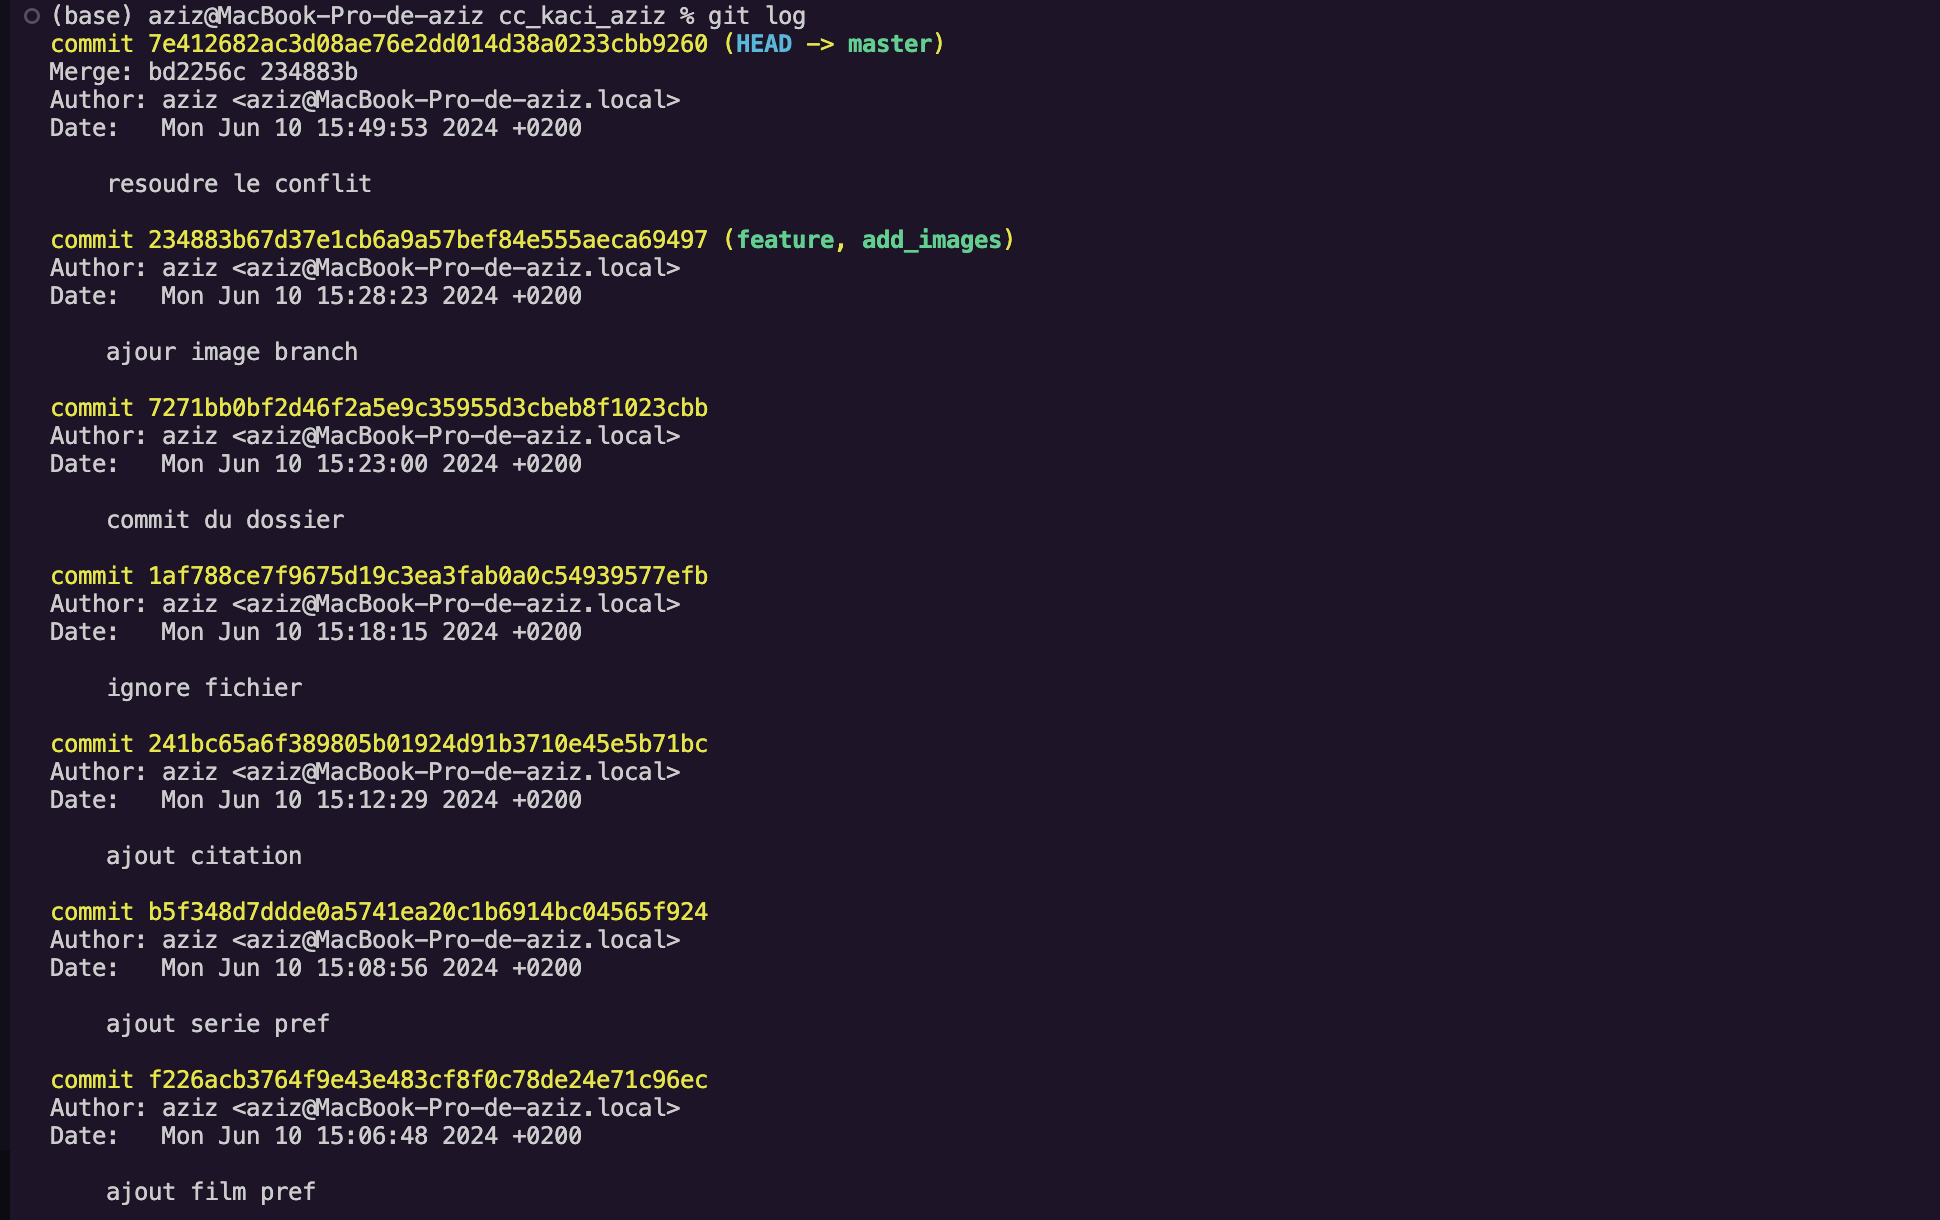 (base) aziz@MacBook-Pro-de-aziz cc_kaci_aziz % git log
commit 7e412682ac3d08ae76e2dd014d38a0233cbb9260 (HEAD -> master)
Merge: bd2256c 234883b
Author: aziz <aziz@MacBook-Pro-de-aziz.local>
Date:   Mon Jun 10 15:49:53 2024 +0200
resoudre le conflit
commit 234883b67d37e1cb6a9a57bef84e555aeca69497 (feature, add_images)
Author: aziz <aziz@MacBook-Pro-de-aziz.local>
Date:   Mon Jun 10 15:28:23 2024 +0200
ajour image branch
commit 7271bb0bf2d46f2a5e9c35955d3cbeb8f1023cbb
Author: aziz <aziz@MacBook-Pro-de-aziz.local>
Date:   Mon Jun 10 15:23:00 2024 +0200
commit du dossier
commit 1af788ce7f9675d19c3ea3fab0a0c54939577efb
Author: aziz <aziz@MacBook-Pro-de-aziz.local>
Date:   Mon Jun 10 15:18:15 2024 +0200
ignore fichier
commit 241bc65a6f389805b01924d91b3710e45e5b71bc
Author: aziz <aziz@MacBook-Pro-de-aziz.local>
Date:   Mon Jun 10 15:12:29 2024 +0200
ajout citation
commit b5f348d7ddde0a5741ea20c1b6914bc04565f924
Author: aziz <aziz@MacBook-Pro-de-aziz.local>
Date:   Mon Jun 10 15:08:56 2024 +0200
ajout serie pref
commit f226acb3764f9e43e483cf8f0c78de24e71c96ec
Author: aziz <aziz@MacBook-Pro-de-aziz.local>
Date:   Mon Jun 10 15:06:48 2024 +0200
ajout film pref